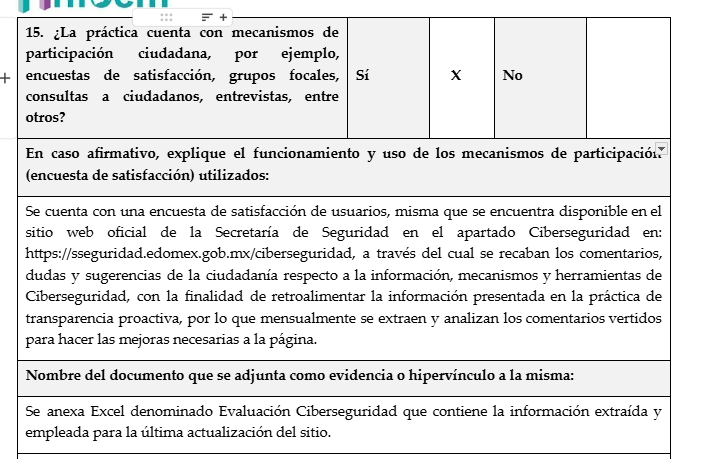 15. ¿La práctica cuenta con mecanismos de
participación ciudadana, por ejemplo,
encuestas de satisfacción, grupos focales,
consultas a ciudadanos, entrevistas, entre
otros?
Sí
X
No
En caso afirmativo, explique el funcionamiento y uso de los mecanismos de participación
(encuesta de satisfacción) utilizados:
Se cuenta con una encuesta de satisfacción de usuarios, misma que se encuentra disponible en el
sitio web oficial de la Secretaría de Seguridad en el apartado Ciberseguridad en:
https://sseguridad.edomex.gob.mx/ciberseguridad, a través del cual se recaban los comentarios,
dudas y sugerencias de la ciudadanía respecto a la información, mecanismos y herramientas de
Ciberseguridad, con la finalidad de retroalimentar la información presentada en la práctica de
transparencia proactiva, por lo que mensualmente se extraen y analizan los comentarios vertidos
para hacer las mejoras necesarias a la página.
Nombre del documento que se adjunta como evidencia o hipervínculo a la misma:
Se anexa Excel denominado Evaluación Ciberseguridad que contiene la información extraída y
empleada para la última actualización del sitio.